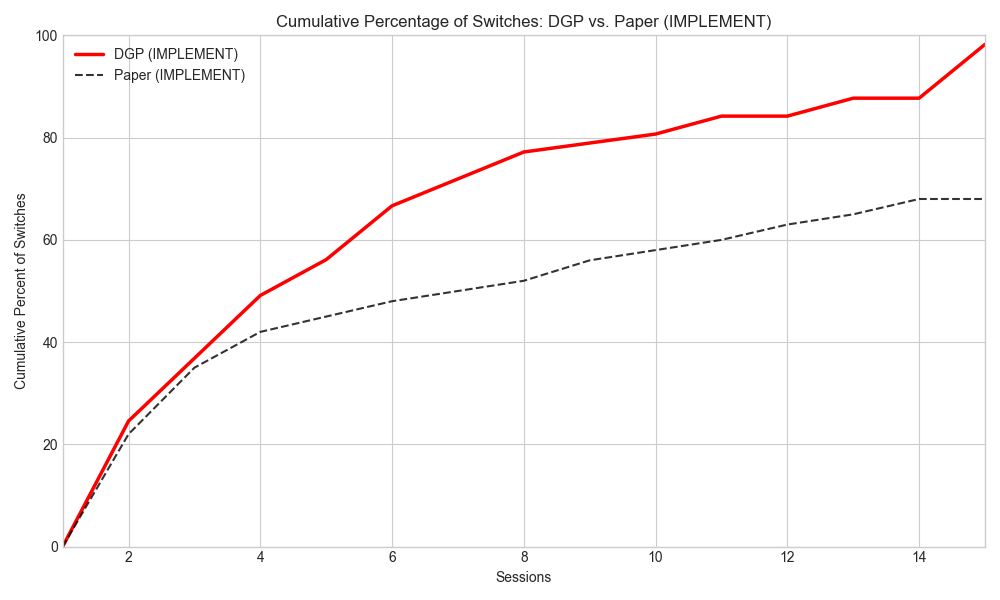 Cumulative Percentage of Switches: DGP vs. Paper (IMPLEMENT)
DGP (IMPLEMENT)
Paper (IMPLEMENT)
Cumulative Percent of Switches
100
80
60
40
20
0
2 4 6 8 10 12 14
Sessions